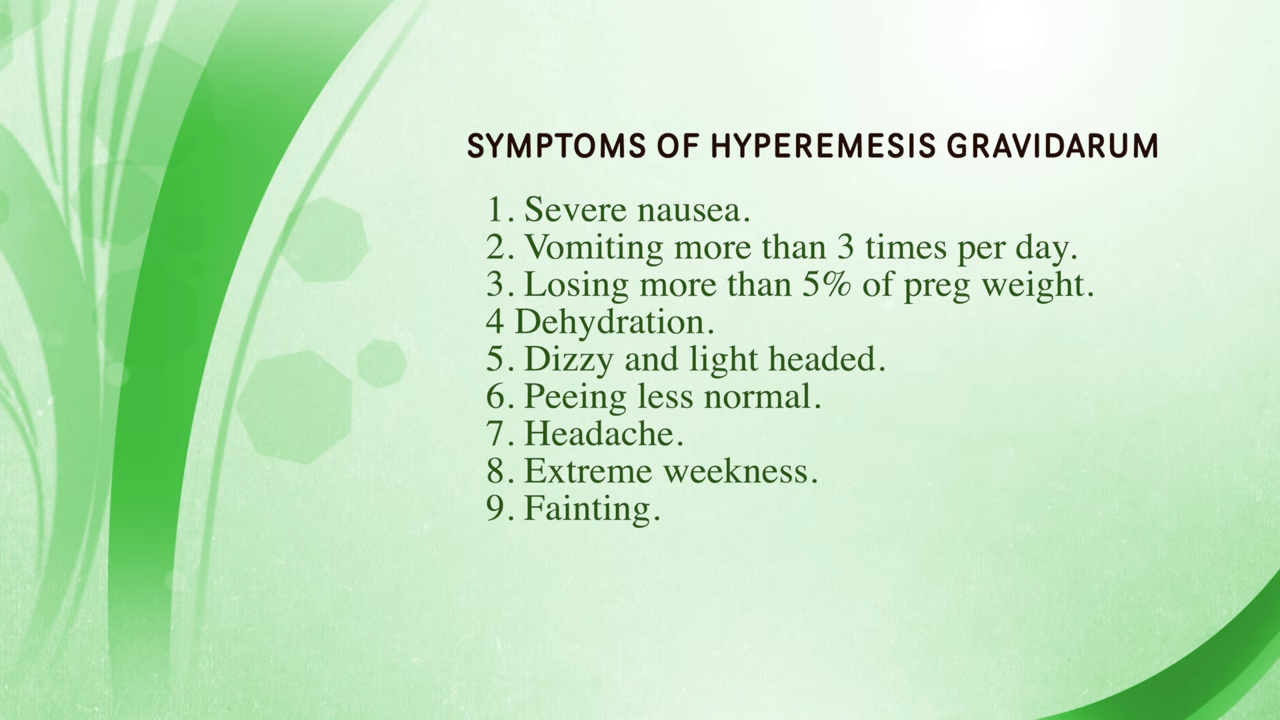 SYMPTOMS OF HYPEREMESIS GRAVIDARUM
1. Severe nausea.
2. Vomiting more than 3 times per day.
3. Losing more than 5% of preg weight.
4 Dehydration.
5. Dizzy and light headed.
6. Peeing less normal.
7. Headache.
8. Extreme weekness.
9. Fainting.